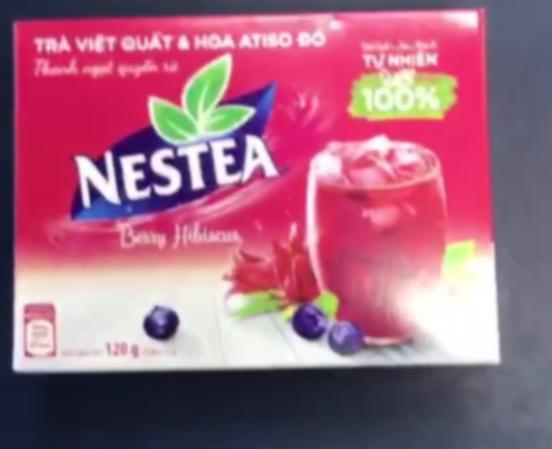 TRÀ VIỆT QUẤT & HOA ATISO ĐỎ
Thanh ngọt quyến rũ
TỰ NHIÊN
100%
NESTEA
Berry Hibiscus
120 g